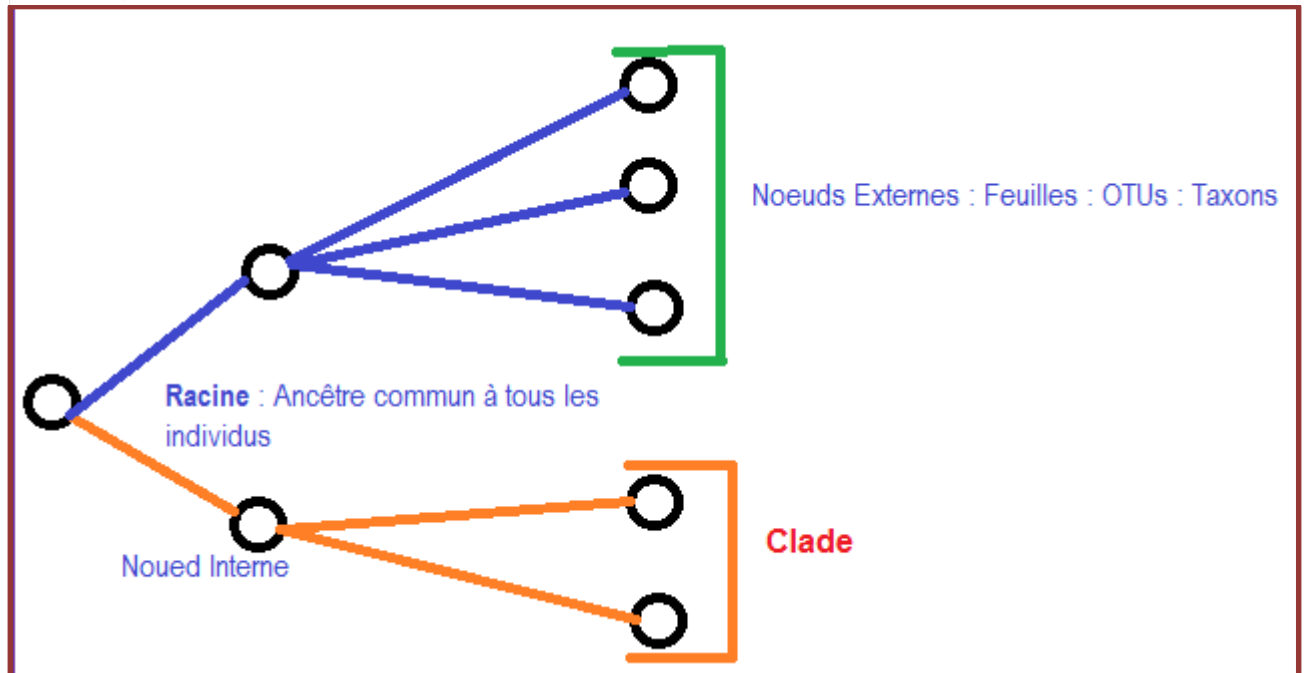 Noeuds Externes : Feuilles : OTUs : Taxons
Racine : Ancêtre commun à tous les
individus
Noued Interne
Clade